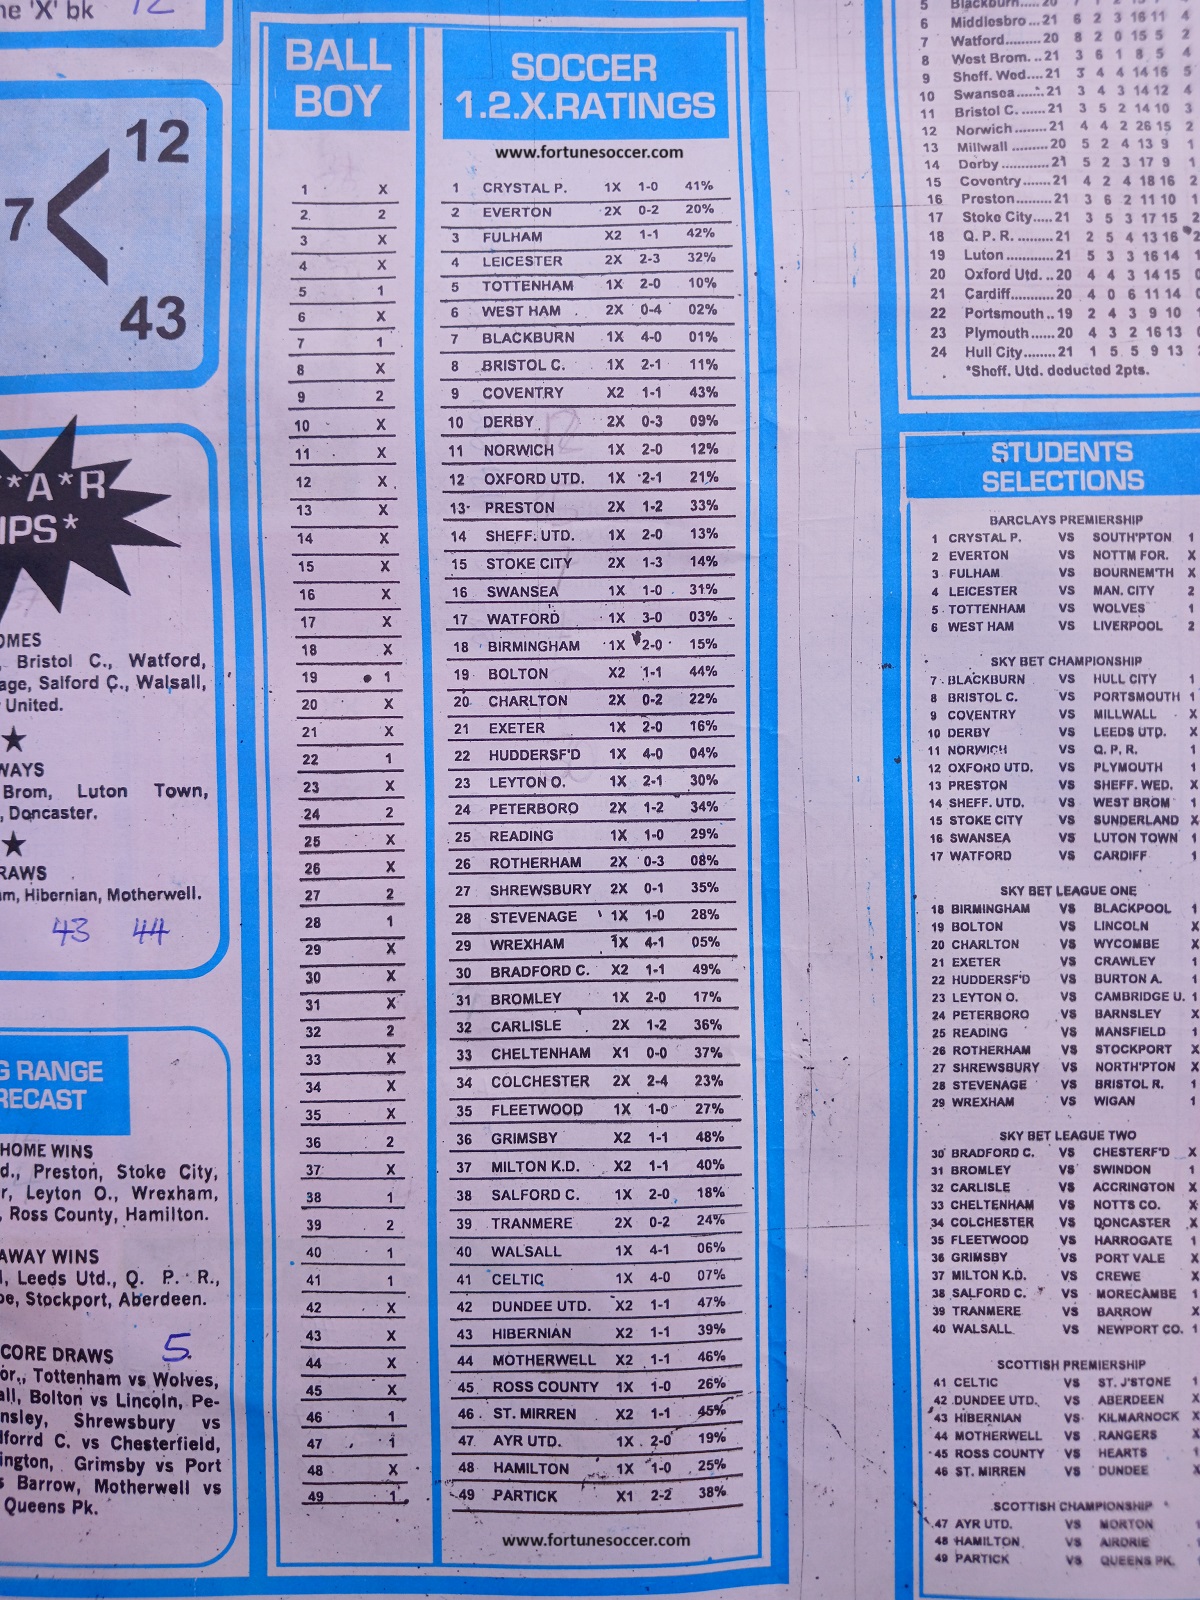 ne 'X' bk 12
12
7 <
43
*A*R
IPS*
OMES
, Bristol C., Watford,
age, Salford C., Walsall,
United.
★
WAYS
Brom, Luton Town,
, Doncaster.
★
RAWS
m, Hibernian, Motherwell.
43 44
G RANGE
RECAST
HOME WINS
d., Preston, Stoke City,
r, Leyton O., Wrexham,
, Ross County, Hamilton.
AWAY WINS
l, Leeds Utd., Q. P. R.,
oe, Stockport, Aberdeen.
CORE DRAWS 5
or., Tottenham vs Wolves,
all, Bolton vs Lincoln, Pe-
nsley, Shrewsbury vs
lforrd C. vs Chesterfield,
ington, Grimsby vs Port
s Barrow, Motherwell vs
Queens Pk.
BALL
BOY
1 X
2 2
3 X
4 X
5 1
6 X
7 1
8 X
9 2
10 X
11 X
12 X
13 X
14 X
15 X
16 X
17 X
18 X
19 1
20 X
21 X
22 1
23 X
24 2
25 X
26 X
27 2
28 1
29 X
30 X
31 X
32 2
33 X
34 X
35 X
36 2
37 X
38 1
39 2
40 1
41 1
42 X
43 X
44 X
45 X
46 1
47 1
48 X
49 1
SOCCER
1.2.X.RATINGS
www.fortunesoccer.com
1 CRYSTAL P. 1X 1-0 41%
2 EVERTON 2X 0-2 20%
3 FULHAM X2 1-1 42%
4 LEICESTER 2X 2-3 32%
5 TOTTENHAM 1X 2-0 10%
6 WEST HAM 2X 0-4 02%
7 BLACKBURN 1X 4-0 01%
8 BRISTOL C. 1X 2-1 11%
9 COVENTRY X2 1-1 43%
10 DERBY 2X 0-3 09%
11 NORWICH 1X 2-0 12%
12 OXFORD UTD. 1X 2-1 21%
13 PRESTON 2X 1-2 33%
14 SHEFF. UTD. 1X 2-0 13%
15 STOKE CITY 2X 1-3 14%
16 SWANSEA 1X 1-0 31%
17 WATFORD 1X 3-0 03%
18 BIRMINGHAM 1X 2-0 15%
19 BOLTON X2 1-1 44%
20 CHARLTON 2X 0-2 22%
21 EXETER 1X 2-0 16%
22 HUDDERSF'D 1X 4-0 04%
23 LEYTON O. 1X 2-1 30%
24 PETERBORO 2X 1-2 34%
25 READING 1X 1-0 29%
26 ROTHERHAM 2X 0-3 08%
27 SHREWSBURY 2X 0-1 35%
28 STEVENAGE 1X 1-0 28%
29 WREXHAM 1X 4-1 05%
30 BRADFORD C. X2 1-1 49%
31 BROMLEY 1X 2-0 17%
32 CARLISLE 2X 1-2 36%
33 CHELTENHAM X1 0-0 37%
34 COLCHESTER 2X 2-4 23%
35 FLEETWOOD 1X 1-0 27%
36 GRIMSBY X2 1-1 48%
37 MILTON K.D. X2 1-1 40%
38 SALFORD C. 1X 2-0 18%
39 TRANMERE 2X 0-2 24%
40 WALSALL 1X 4-1 06%
41 CELTIC 1X 4-0 07%
42 DUNDEE UTD. X2 1-1 47%
43 HIBERNIAN X2 1-1 39%
44 MOTHERWELL X2 1-1 46%
45 ROSS COUNTY 1X 1-0 26%
46 ST. MIRREN X2 1-1 45%
47 AYR UTD. 1X 2-0 19%
48 HAMILTON 1X 1-0 25%
49 PARTICK X1 2-2 38%
www.fortunesoccer.com
5 Blackburn.....20
6 Middlesbro...21 6 2 3 16 11 4
7 Watford.........20 8 2 0 15 5 2
8 West Brom...21 3 6 1 8 5 4
9 Sheff. Wed....21 3 4 4 14 16 5
10 Swansea......21 3 4 3 14 12 4
11 Bristol C. .....21 3 5 2 14 10 3
12 Norwich.......21 4 4 2 26 15 2
13 Millwall ........20 5 2 4 13 9 1
14 Derby...........21 5 2 3 17 9 1
15 Coventry.......21 4 2 4 18 16 2
16 Preston.........21 3 6 2 11 10 1
17 Stoke City.....21 3 5 3 17 15 2
18 Q. P. R. ........21 2 5 4 13 16 2
19 Luton............21 5 3 3 16 14 1
20 Oxford Utd. ..20 4 4 3 14 15 0
21 Cardiff...........20 4 0 6 11 14 0
22 Portsmouth..19 2 4 3 9 10 1
23 Plymouth......20 4 3 2 16 13 0
24 Hull City........21 1 5 5 9 13
*Sheff. Utd. deducted 2pts.
STUDENTS
SELECTIONS
BARCLAYS PREMIERSHIP
1 CRYSTAL P. VS SOUTH'PTON 1
2 EVERTON VS NOTTM FOR. X
3 FULHAM VS BOURNEM'TH X
4 LEICESTER VS MAN. CITY 2
5 TOTTENHAM VS WOLVES 1
6 WEST HAM VS LIVERPOOL 2
SKY BET CHAMPIONSHIP
7 BLACKBURN VS HULL CITY 1
8 BRISTOL C. VS PORTSMOUTH 1
9 COVENTRY VS MILLWALL X
10 DERBY VS LEEDS UTD. X
11 NORWICH VS Q. P. R. 1
12 OXFORD UTD. VS PLYMOUTH 1
13 PRESTON VS SHEFF. WED. X
14 SHEFF. UTD. VS WEST BROM 1
15 STOKE CITY VS SUNDERLAND X
16 SWANSEA VS LUTON TOWN 1
17 WATFORD VS CARDIFF 1
SKY BET LEAGUE ONE
18 BIRMINGHAM VS BLACKPOOL 1
19 BOLTON VS LINCOLN X
20 CHARLTON VS WYCOMBE X
21 EXETER VS CRAWLEY 1
22 HUDDERSF'D VS BURTON A. 1
23 LEYTON O. VS CAMBRIDGE U. 1
24 PETERBORO VS BARNSLEY X
25 READING VS MANSFIELD 1
26 ROTHERHAM VS STOCKPORT X
27 SHREWSBURY VS NORTH'PTON X
28 STEVENAGE VS BRISTOL R. 1
29 WREXHAM VS WIGAN 1
SKY BET LEAGUE TWO
30 BRADFORD C. VS CHESTERF'D X
31 BROMLEY VS SWINDON 1
32 CARLISLE VS ACCRINGTON X
33 CHELTENHAM VS NOTTS CO. X
34 COLCHESTER VS DONCASTER X
35 FLEETWOOD VS HARROGATE 1
36 GRIMSBY VS PORT VALE X
37 MILTON K.D. VS CREWE X
38 SALFORD C. VS MORECAMBE 1
39 TRANMERE VS BARROW X
40 WALSALL VS NEWPORT CO. 1
SCOTTISH PREMIERSHIP
41 CELTIC VS ST. J'STONE 1
42 DUNDEE UTD. VS ABERDEEN X
43 HIBERNIAN VS KILMARNOCK X
44 MOTHERWELL VS RANGERS X
45 ROSS COUNTY VS HEARTS 1
46 ST. MIRREN VS DUNDEE X
SCOTTISH CHAMPIONSHIP
47 AYR UTD. VS MORTON 1
48 HAMILTON VS AIRDRIE
49 PARTICK VS QUEENS PK.